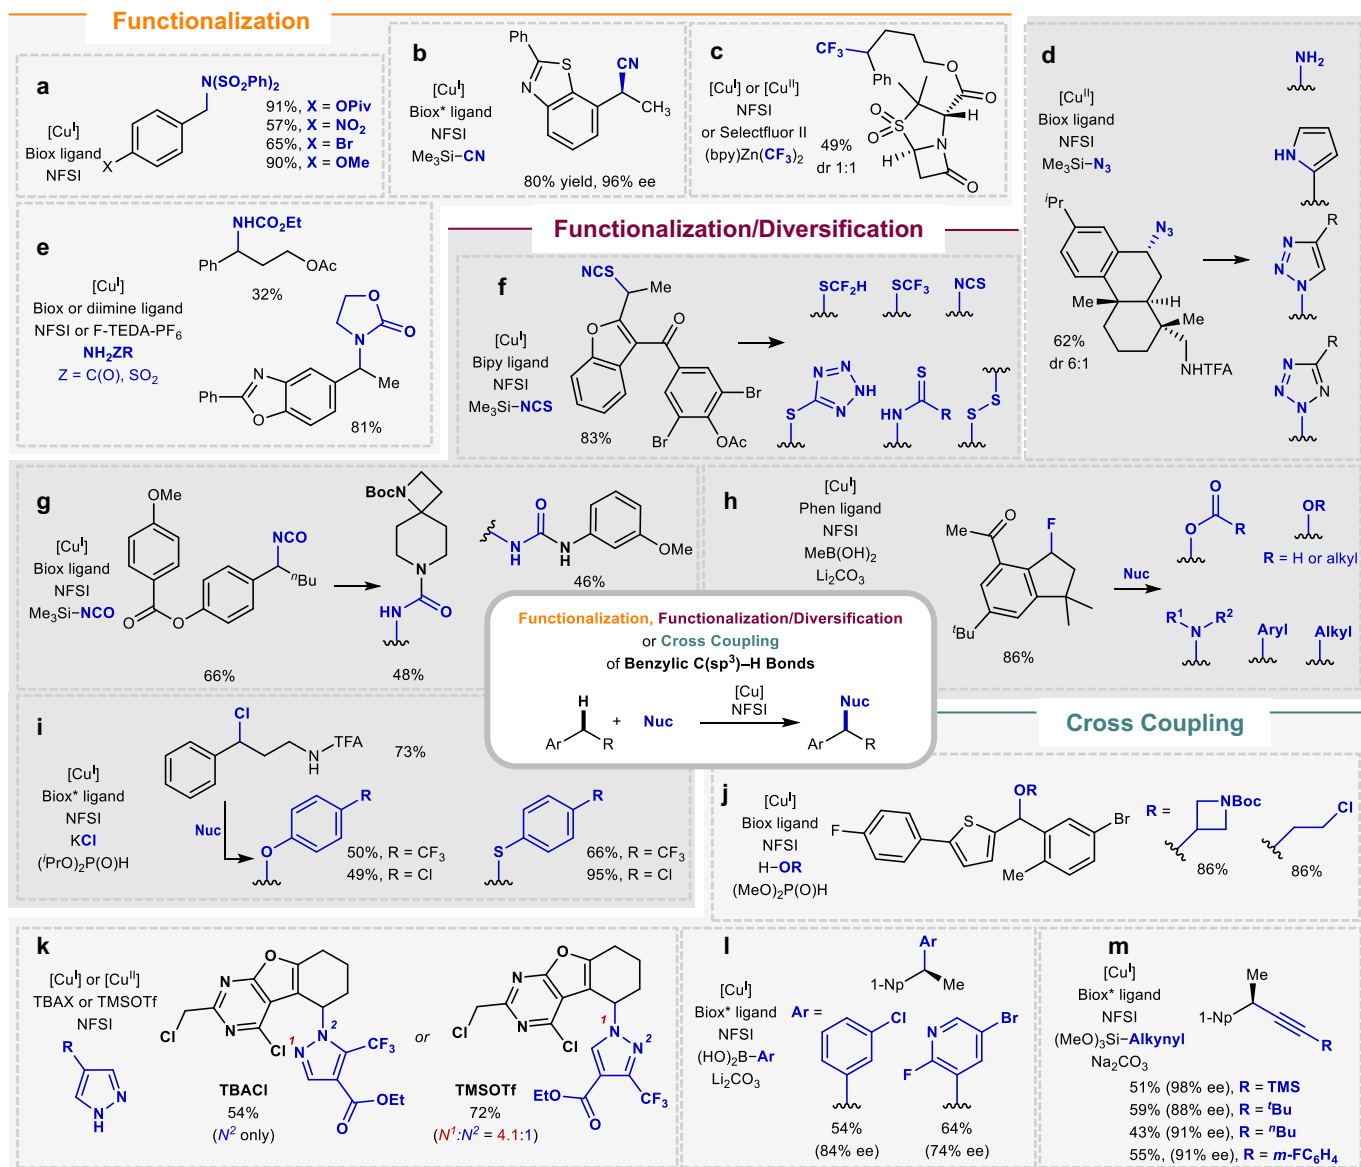 Functionalization
a
[Cuᴵ]
Biox ligand
NFSI
N(SO₂Ph)₂
X
91%, X = OPiv
57%, X = NO₂
65%, X = Br
90%, X = OMe
b
[Cuᴵ]
Biox* ligand
NFSI
Me₃Si–CN
Ph
S
N
CN
CH₃
80% yield, 96% ee
c
[Cuᴵ] or [Cuᴵᴵ]
NFSI
or Selectfluor II
(bpy)Zn(CF₃)₂
CF₃
Ph
O
O
H
S
O
O
N
H
O
49%
dr 1:1
d
[Cuᴵᴵ]
Biox ligand
NFSI
Me₃Si–N₃
ⁱPr
N₃
Me
H
Me
NHTFA
62%
dr 6:1
NH₂
HN
R
N
N
N
R
N
N
N
N
e
[Cuᴵ]
Biox or diimine ligand
NFSI or F-TEDA-PF₆
NH₂ZR
Z = C(O), SO₂
NHCO₂Et
Ph
OAc
32%
O
O
N
Me
Ph
N
O
81%
Functionalization/Diversification
f
[Cuᴵ]
Bipy ligand
NFSI
Me₃Si–NCS
NCS
Me
O
O
Br
Br
OAc
83%
SCF₂H
SCF₃
NCS
N
N
NH
N
S
S
HN
R
S
S
g
[Cuᴵ]
Biox ligand
NFSI
Me₃Si–NCO
OMe
O
O
NCO
ⁿBu
66%
BocN
N
HN
O
48%
O
N
H
N
H
OMe
46%
h
[Cuᴵ]
Phen ligand
NFSI
MeB(OH)₂
Li₂CO₃
O
Me
F
ᵗBu
86%
Nuc
O
O
R
OR
R = H or alkyl
R¹
R²
N
Aryl
Alkyl
Functionalization, Functionalization/Diversification
or Cross Coupling
of Benzylic C(sp³)–H Bonds
H
Ar
R
+
Nuc
[Cu]
NFSI
Nuc
Ar
R
i
[Cuᴵ]
Biox* ligand
NFSI
KCl
(ⁱPrO)₂P(O)H
Cl
N
H
TFA
73%
Nuc
R
O
50%, R = CF₃
49%, R = Cl
R
S
66%, R = CF₃
95%, R = Cl
Cross Coupling
j
[Cuᴵ]
Biox ligand
NFSI
H–OR
(MeO)₂P(O)H
F
S
OR
Br
Me
R =
NBoc
86%
Cl
86%
k
[Cuᴵ] or [Cuᴵᴵ]
TBAX or TMSOTf
NFSI
R
N
N
H
O
N
N
Cl
Cl
2
N
1
N
CF₃
OEt
O
TBACl
54%
(N² only)
or
O
N
N
Cl
Cl
1
N
N
2
CF₃
EtO
O
TMSOTf
72%
(N¹:N² = 4.1:1)
l
[Cuᴵ]
Biox* ligand
NFSI
(HO)₂B–Ar
Li₂CO₃
Ar
1-Np
Me
Ar =
Cl
54%
(84% ee)
N
Br
F
64%
(74% ee)
m
[Cuᴵ]
Biox* ligand
NFSI
(MeO)₃Si–Alkynyl
Na₂CO₃
Me
1-Np
R
51% (98% ee), R = TMS
59% (88% ee), R = ᵗBu
43% (91% ee), R = ⁿBu
55%, (91% ee), R = m-FC₆H₄